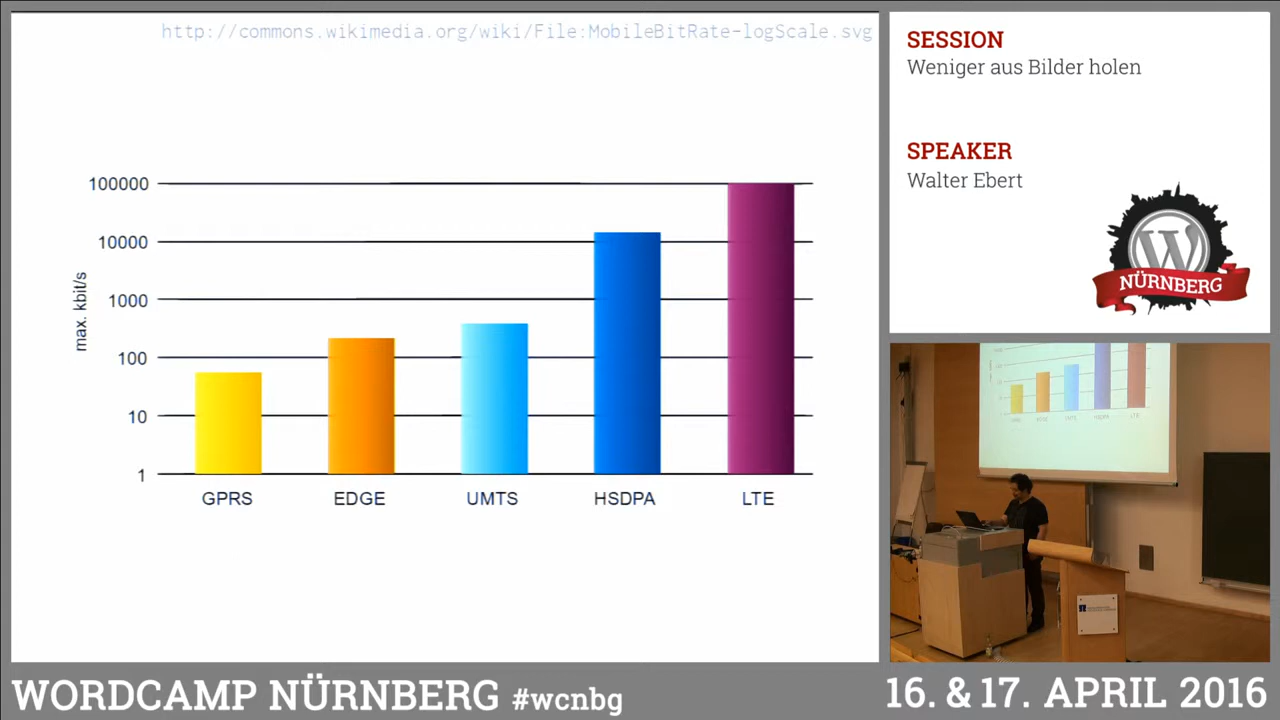 http://commons.wikimedia.org/wiki/File:MobileBitRate-logScale.svg
100000
10000
1000
100
10
1
max. kbit/s
GPRS
EDGE
UMTS
HSDPA
LTE
SESSION
Weniger aus Bilder holen
SPEAKER
Walter Ebert
W
NÜRNBERG
WORDCAMP NÜRNBERG #wcnbg
16. & 17. APRIL 2016